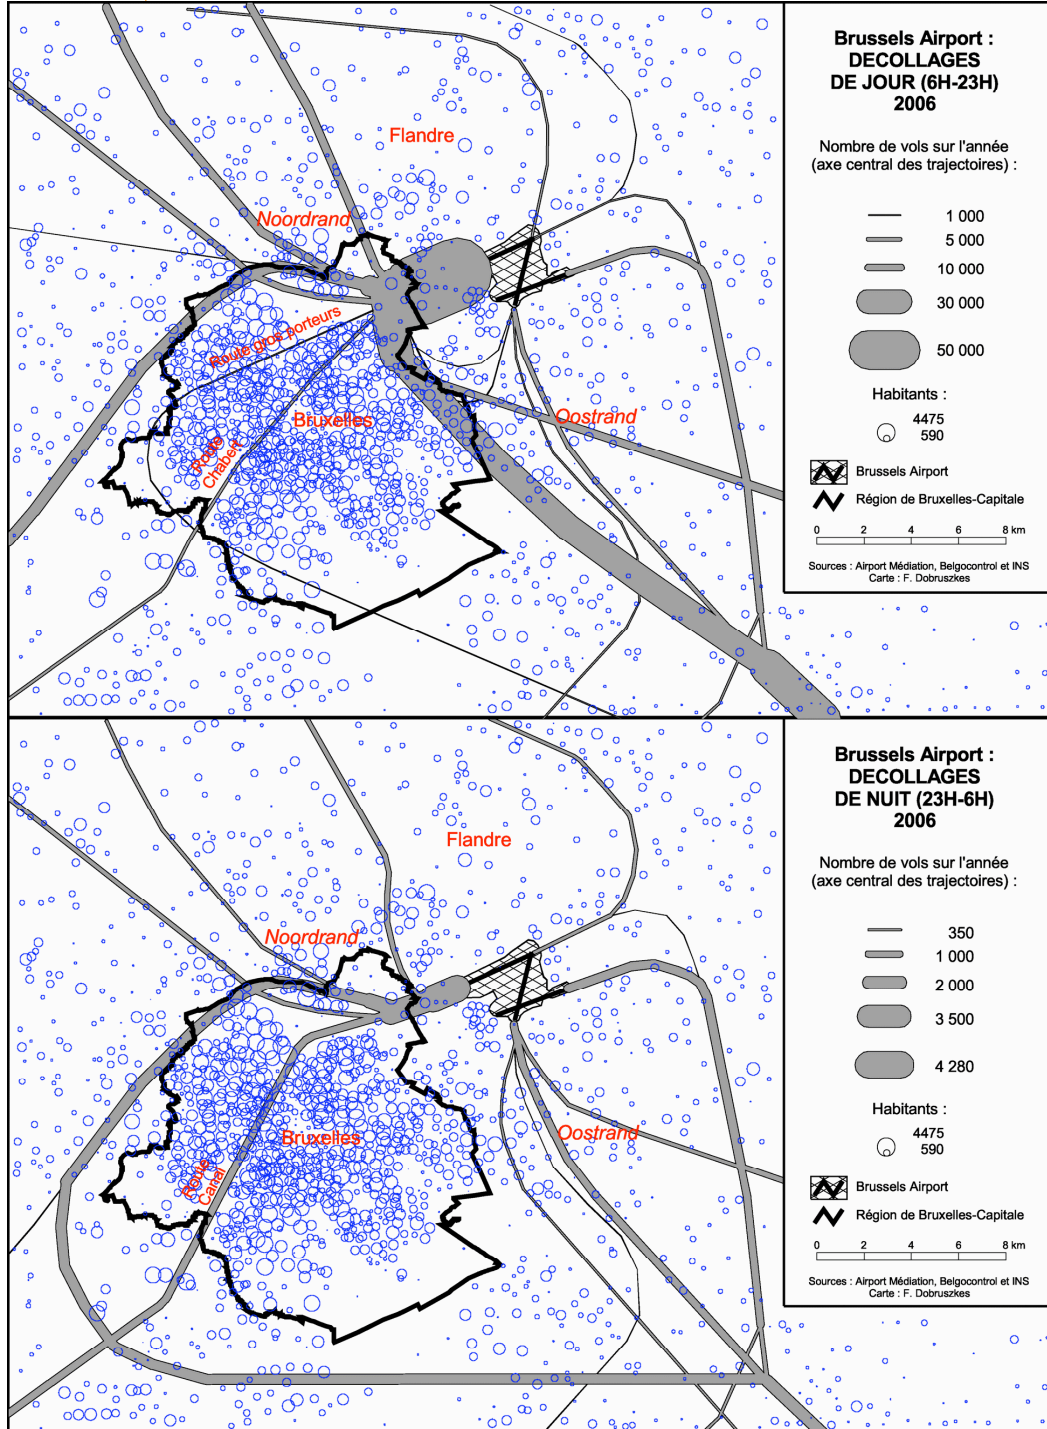 Brussels Airport :
DECOLLAGES
DE JOUR (6H-23H)
2006
Nombre de vols sur l'année
(axe central des trajectoires) :
1 000
5 000
10 000
30 000
50 000
Habitants :
4475
590
Brussels Airport
Région de Bruxelles-Capitale
0 2 4 6 8 km
Sources : Airport Médiation, Belgocontrol et INS
Carte : F. Dobruszkes
Flandre
Noordrand
Route gros porteurs
Bruxelles
Oostrand
Route
Chabert
Brussels Airport :
DECOLLAGES
DE NUIT (23H-6H)
2006
Nombre de vols sur l'année
(axe central des trajectoires) :
350
1 000
2 000
3 500
4 280
Habitants :
4475
590
Brussels Airport
Région de Bruxelles-Capitale
0 2 4 6 8 km
Sources : Airport Médiation, Belgocontrol et INS
Carte : F. Dobruszkes
Flandre
Noordrand
Bruxelles
Oostrand
Route
Canal